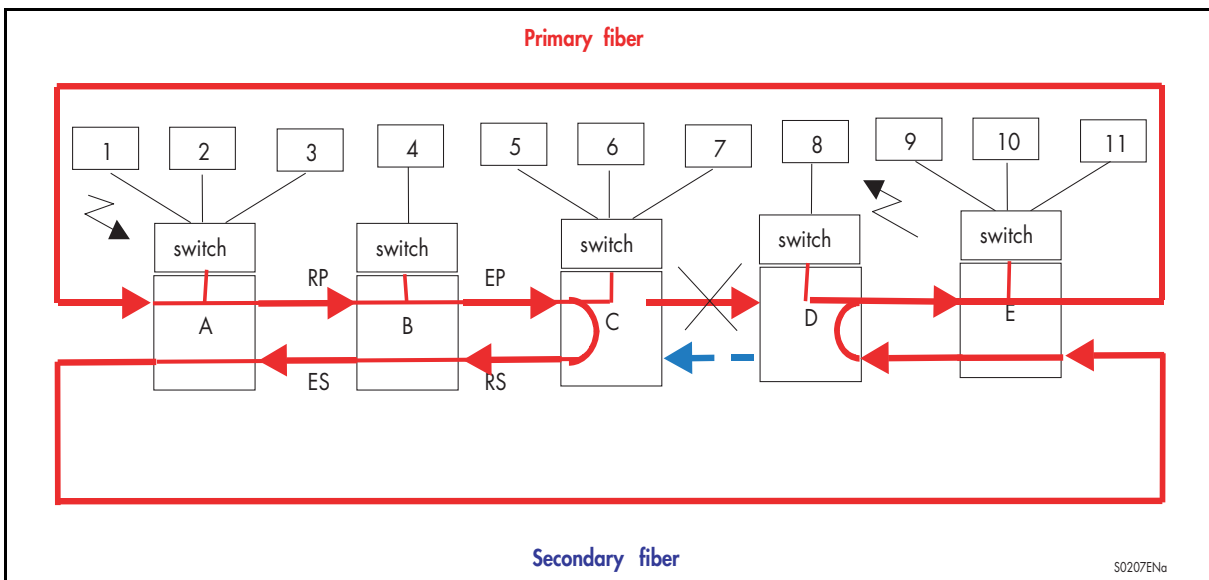 Primary fiber
1 2 3 4 5 6 7 8 9 10 11
switch switch switch switch switch
RP EP
A B C D E
ES RS
Secondary fiber
S0207ENa